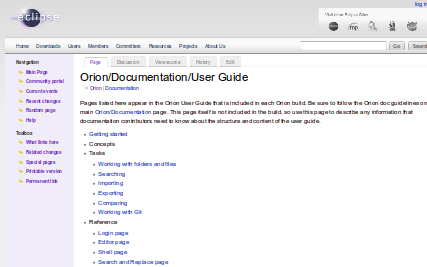 log in
eclipse
Visit other Eclipse Sites
Home Downloads Users Members Committers Resources Projects About Us
Go Search
Navigation
Main Page
Community portal
Current events
Recent changes
Random page
Help
Toolbox
What links here
Related changes
Special pages
Printable version
Permanent link
Page Discussion View source History Edit
Orion/Documentation/User Guide
< Orion | Documentation
Pages listed here appear in the Orion User Guide that is included in each Orion build. Be sure to follow the Orion doc guidelines on
main Orion/Documentation page. This page itself is not included in the build, so use this page to describe any information that
documentation contributors need to know about the structure and content of the user guide.
Getting started
Concepts
Tasks
Working with folders and files
Searching
Importing
Exporting
Comparing
Working with Git
Reference
Login page
Editor page
Shell page
Search and Replace page